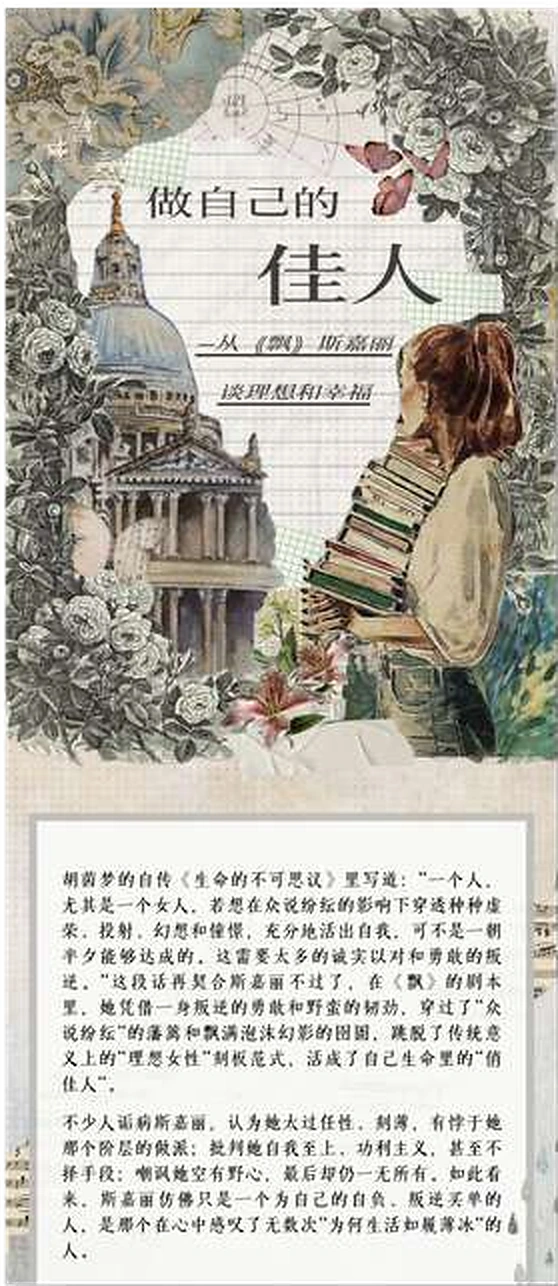 做自己的
佳人
—从《飘》斯嘉丽
谈理想和幸福
胡茵梦的自传《生命的不可思议》里写道：“一个人，
尤其是一个女人，若想在众说纷纭的影响下穿透种种虚
荣、投射、幻想和憧憬，充分地活出自我，可不是一朝
半夕能够达成的。这需要太多的诚实以对和勇敢的叛
逆。”这段话再契合斯嘉丽不过了，在《飘》的剧本
里，她凭借一身叛逆的勇敢和野蛮的韧劲，穿过了“众
说纷纭”的藩篱和飘满泡沫幻影的囹圄，跳脱了传统意
义上的“理想女性”刻板范式，活成了自己生命里的“俏
佳人”。
不少人诟病斯嘉丽，认为她太过任性、刻薄，有悖于她
那个阶层的做派；批判她自我至上、功利主义，甚至不
择手段；嘲讽她空有野心，最后却仍一无所有。如此看
来，斯嘉丽仿佛只是一个为自己的自负、叛逆买单的
人，是那个在心中感叹了无数次“为何生活如履薄冰”的
人。